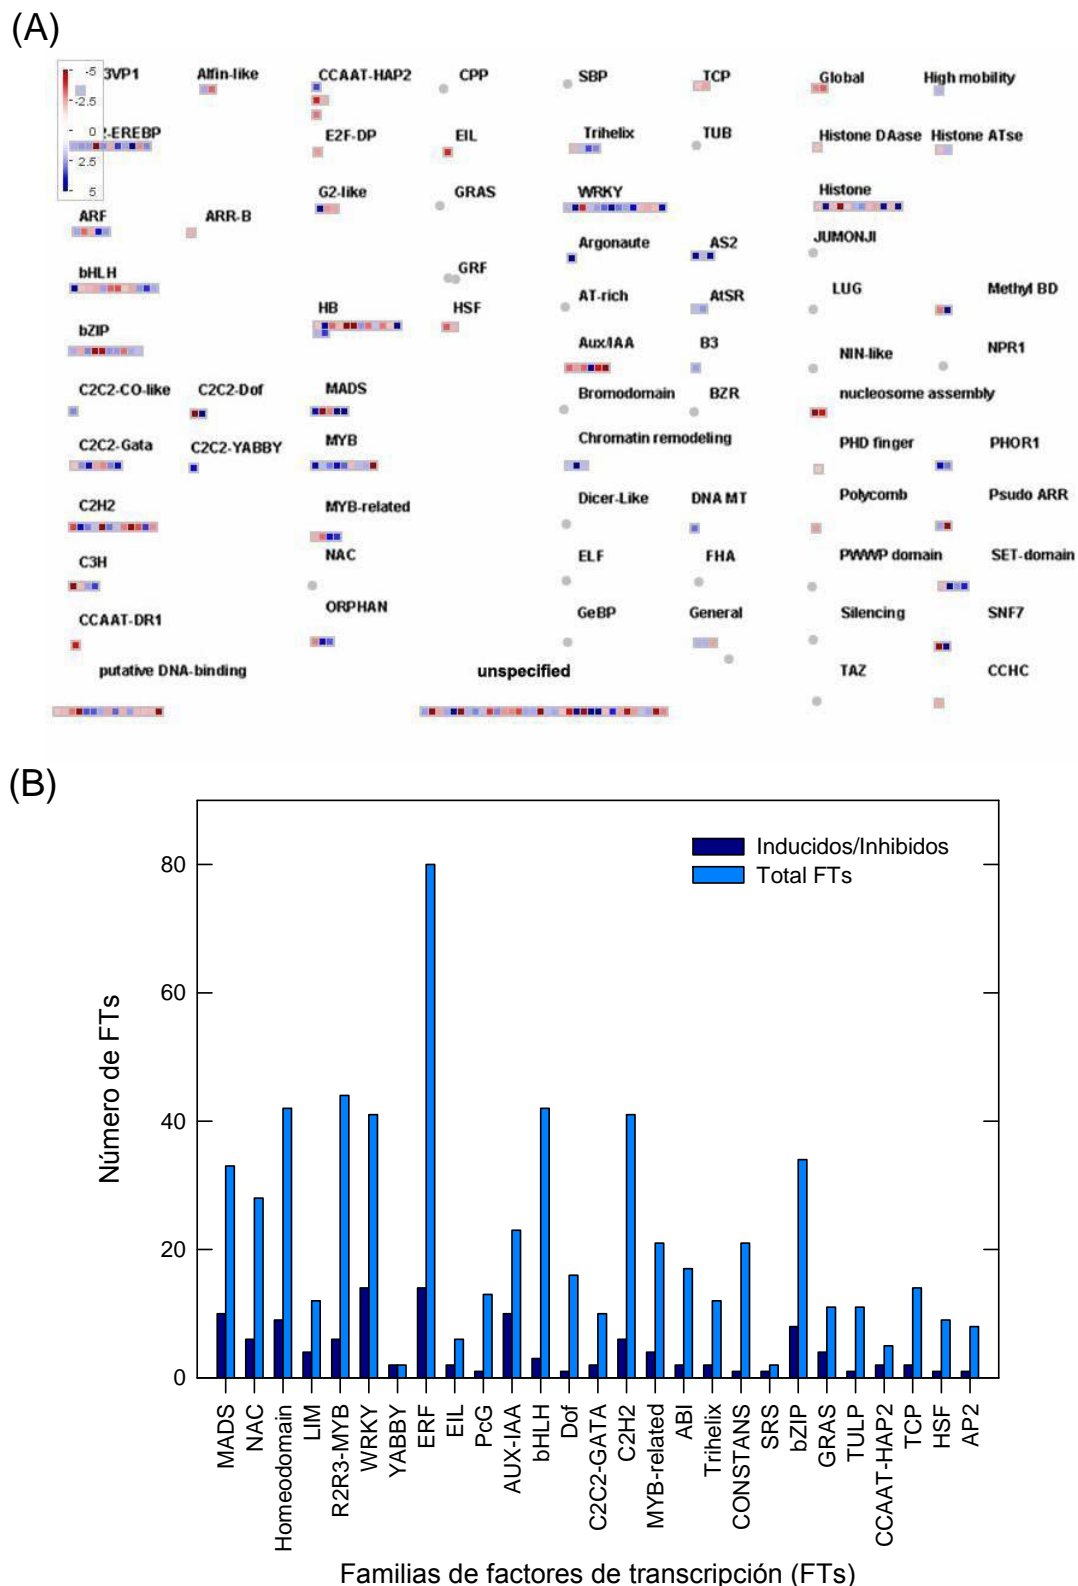 (A)
3VP1 Alfin-like CCAAT-HAP2 CPP SBP TCP Global High mobility
-5
-2.5
0
2.5
5
2-EREBP E2F-DP EIL Trihelix TUB Histone DAase Histone ATse
G2-like GRAS WRKY Histone
ARF ARR-B Argonaute AS2 JUMONJI
bHLH GRF AT-rich AtSR LUG Methyl BD
HB HSF
bZIP Aux/IAA B3 NIN-like NPR1
C2C2-CO-like C2C2-Dof MADS Bromodomain BZR nucleosome assembly
C2C2-Gata C2C2-YABBY MYB Chromatin remodeling PHD finger PHOR1
C2H2 MYB-related Dicer-Like DNA MT Polycomb Psudo ARR
C3H NAC ELF FHA PWWP domain SET-domain
CCAAT-DR1 ORPHAN GeBP General Silencing SNF7
putative DNA-binding unspecified TAZ CCHC
(B)
Inducidos/Inhibidos
Total FTs
80
60
40
20
0
Número de FTs
MADS
NAC
Homeodomain
LIM
R2R3-MYB
WRKY
YABBY
ERF
EIL
PcG
AUX-IAA
bHLH
Dof
C2C2-GATA
C2H2
MYB-related
ABI
Trihelix
CONSTANS
SRS
bZIP
GRAS
TULP
CCAAT-HAP2
TCP
HSF
AP2
Familias de factores de transcripción (FTs)